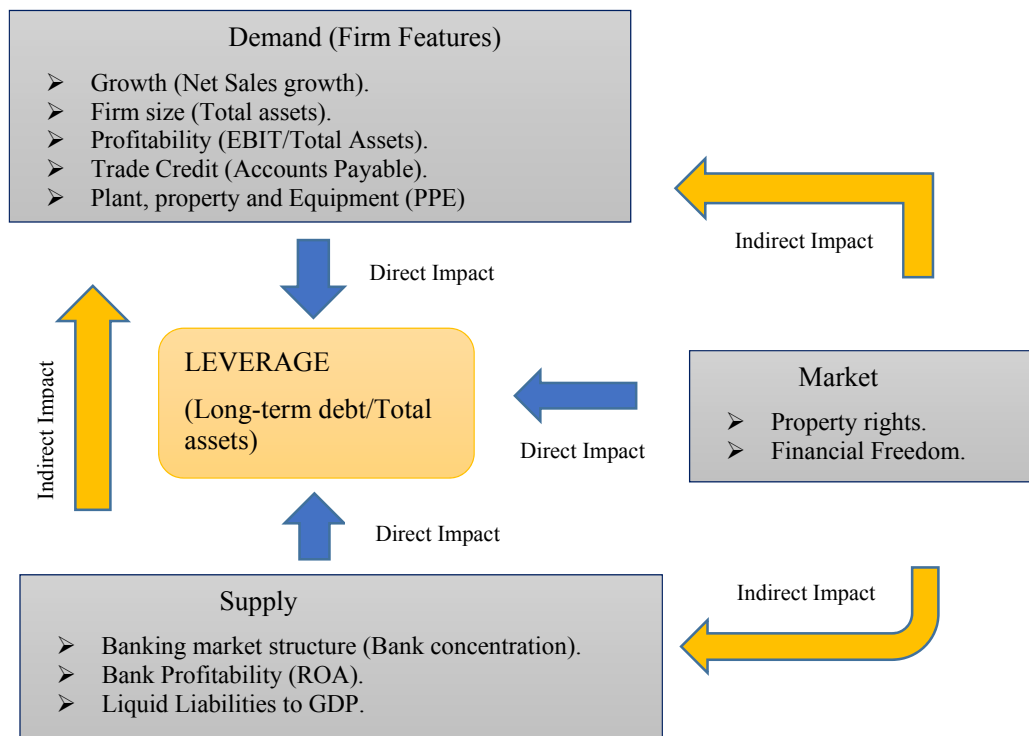 Demand (Firm Features)
➢ Growth (Net Sales growth).
➢ Firm size (Total assets).
➢ Profitability (EBIT/Total Assets).
➢ Trade Credit (Accounts Payable).
➢ Plant, property and Equipment (PPE)
Indirect Impact
Direct Impact
Indirect Impact
LEVERAGE
(Long-term debt/Total
assets)
Direct Impact
Market
➢ Property rights.
➢ Financial Freedom.
Direct Impact
Indirect Impact
Supply
➢ Banking market structure (Bank concentration).
➢ Bank Profitability (ROA).
➢ Liquid Liabilities to GDP.